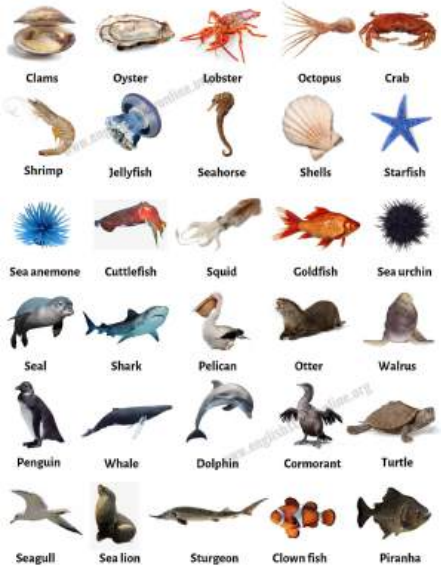 Clams Oyster Lobster Octopus Crab
Shrimp Jellyfish Seahorse Shells Starfish
Sea anemone Cuttlefish Squid Goldfish Sea urchin
Seal Shark Pelican Otter Walrus
Penguin Whale Dolphin Cormorant Turtle
Seagull Sea lion Sturgeon Clown fish Piranha